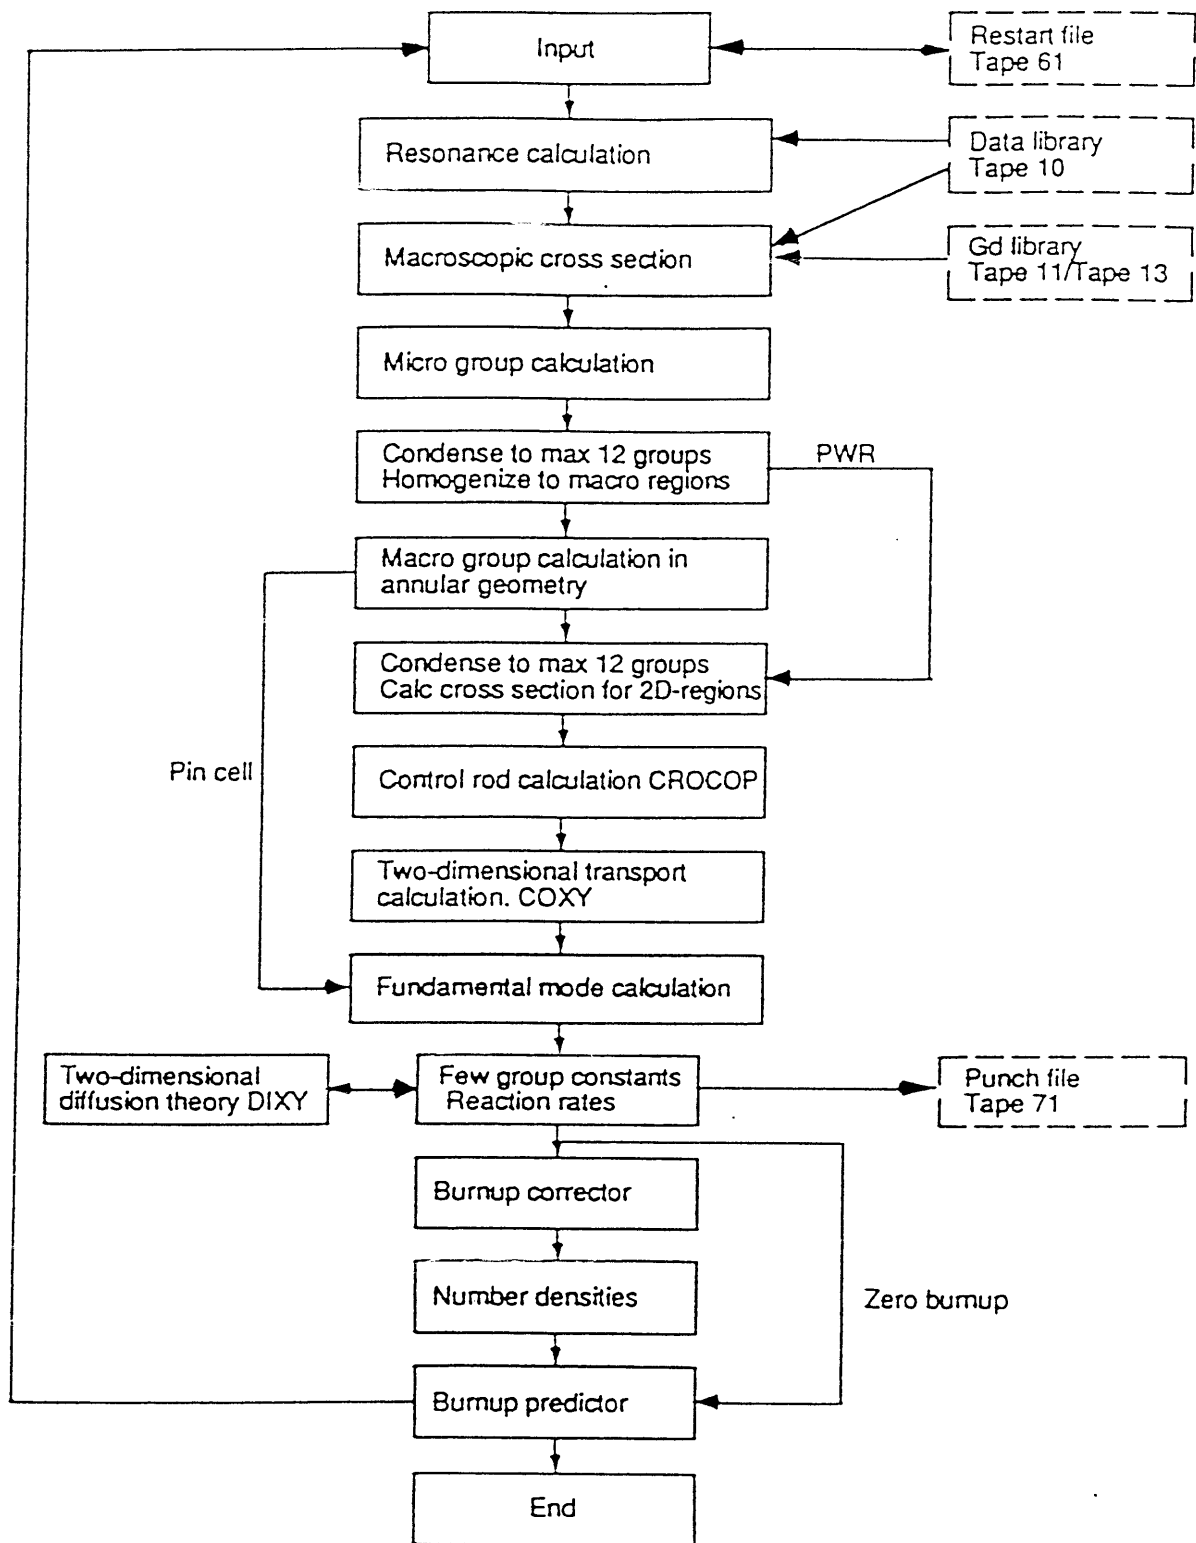 Input
Restart file
Tape 61
Resonance calculation
Data library
Tape 10
Macroscopic cross section
Gd library
Tape 11/Tape 13
Micro group calculation
Condense to max 12 groups
Homogenize to macro regions
PWR
Macro group calculation in
annular geometry
Condense to max 12 groups
Calc cross section for 2D-regions
Pin cell
Control rod calculation CROCOP
Two-dimensional transport
calculation. COXY
Fundamental mode calculation
Two-dimensional
diffusion theory DIXY
Few group constants
Reaction rates
Punch file
Tape 71
Burnup corrector
Number densities
Zero burnup
Burnup predictor
End